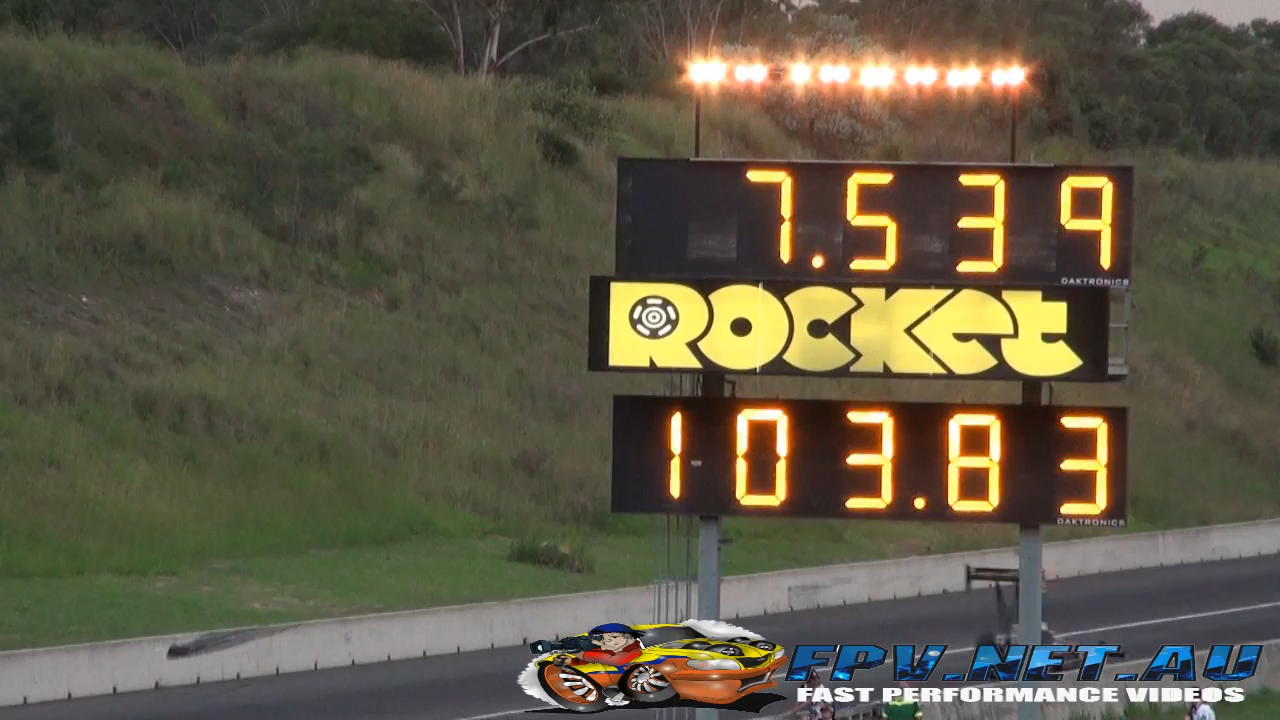 7.539
DAKTRONICS
ROCKET
103.83
DAKTRONICS
FPV.NET.AU
FAST PERFORMANCE VIDEOS